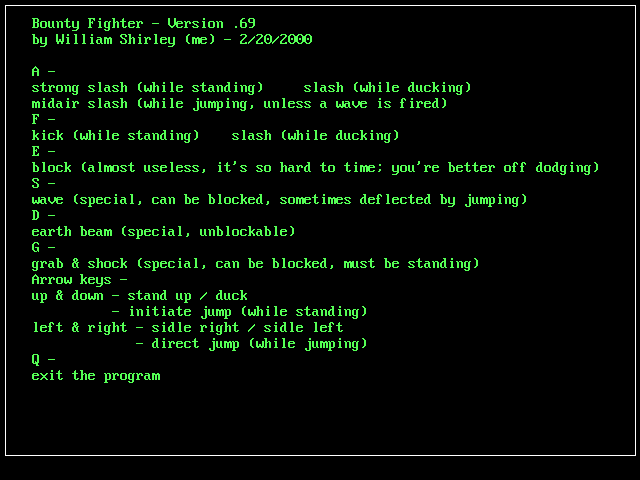 Bounty Fighter - Version .69
by William Shirley (me) - 2/20/2000
A -
strong slash (while standing)     slash (while ducking)
midair slash (while jumping, unless a wave is fired)
F -
kick (while standing)    slash (while ducking)
E -
block (almost useless, it's so hard to time; you're better off dodging)
S -
wave (special, can be blocked, sometimes deflected by jumping)
D -
earth beam (special, unblockable)
G -
grab & shock (special, can be blocked, must be standing)
Arrow keys -
up & down - stand up / duck
- initiate jump (while standing)
left & right - sidle right / sidle left
- direct jump (while jumping)
Q -
exit the program